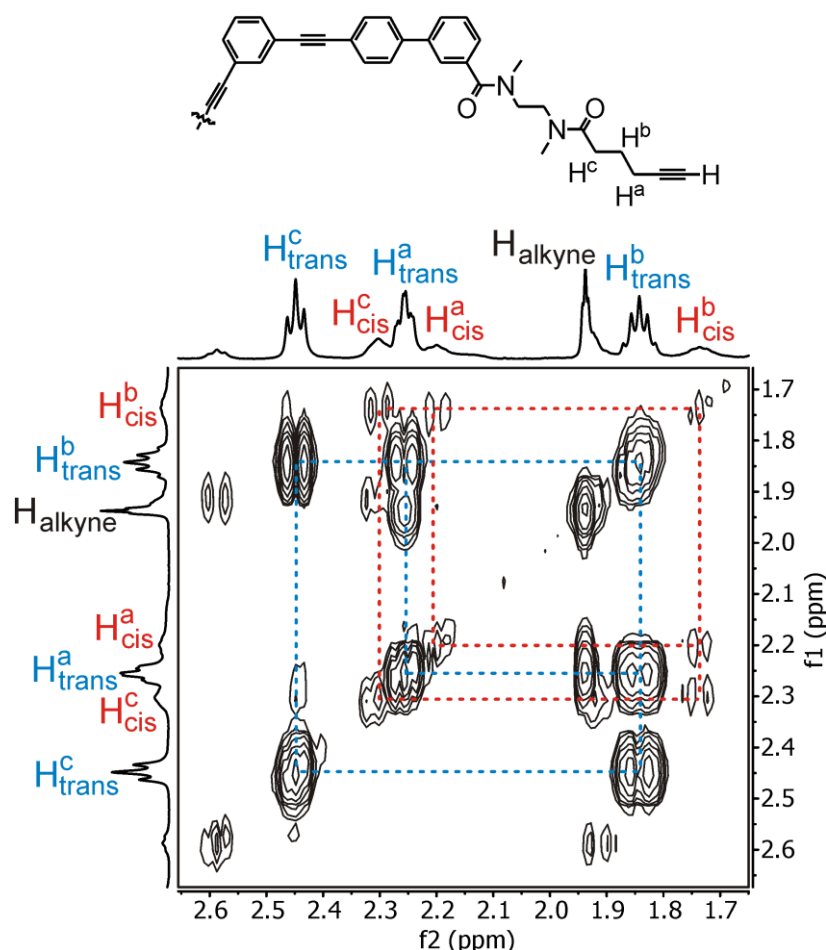 O
N
N
O
H^b
H^c
H^a
H
H^c_trans
H^a_trans
H_alkyne
H^b_trans
H^c_cis
H^a_cis
H^b_cis
H^b_cis
H^b_trans
H_alkyne
H^a_cis
H^a_trans
H^c_cis
H^c_trans
1.7
1.8
1.9
2.0
2.1
2.2
2.3
2.4
2.5
2.6
f1 (ppm)
2.6 2.5 2.4 2.3 2.2 2.1 2.0 1.9 1.8 1.7
f2 (ppm)